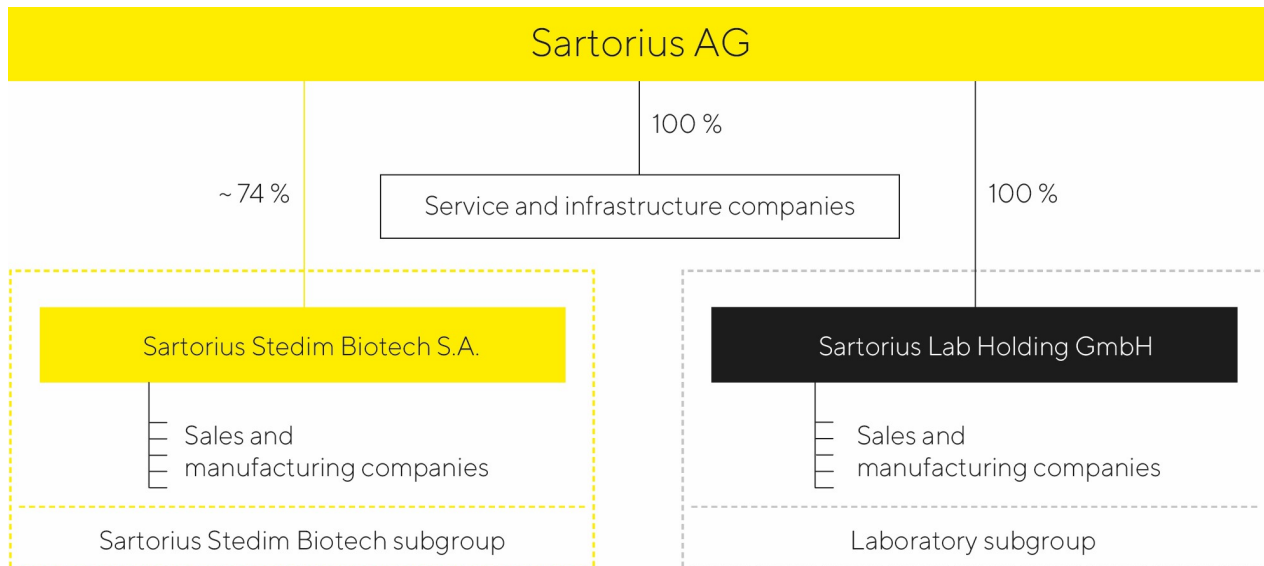 Sartorius AG
100 %
~ 74 %
Service and infrastructure companies
100 %
Sartorius Stedim Biotech S.A.
Sales and
manufacturing companies
Sartorius Stedim Biotech subgroup
Sartorius Lab Holding GmbH
Sales and
manufacturing companies
Laboratory subgroup